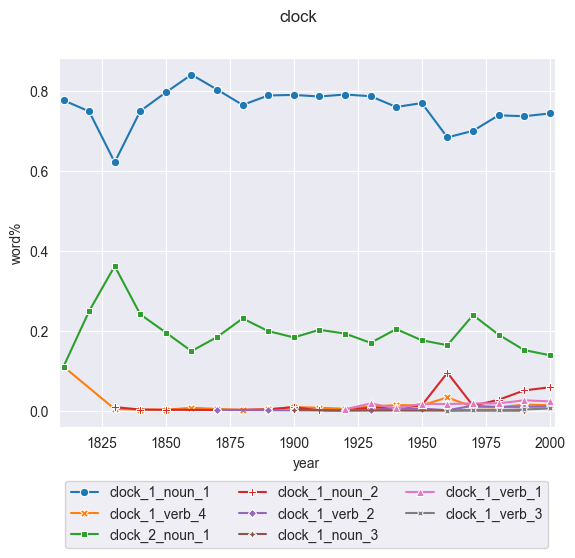 clock
0.8
0.6
0.4
0.2
0.0
word%
1825 1850 1875 1900 1925 1950 1975 2000
year
clock_1_noun_1 clock_1_noun_2 clock_1_verb_1
clock_1_verb_4 clock_1_verb_2 clock_1_verb_3
clock_2_noun_1 clock_1_noun_3